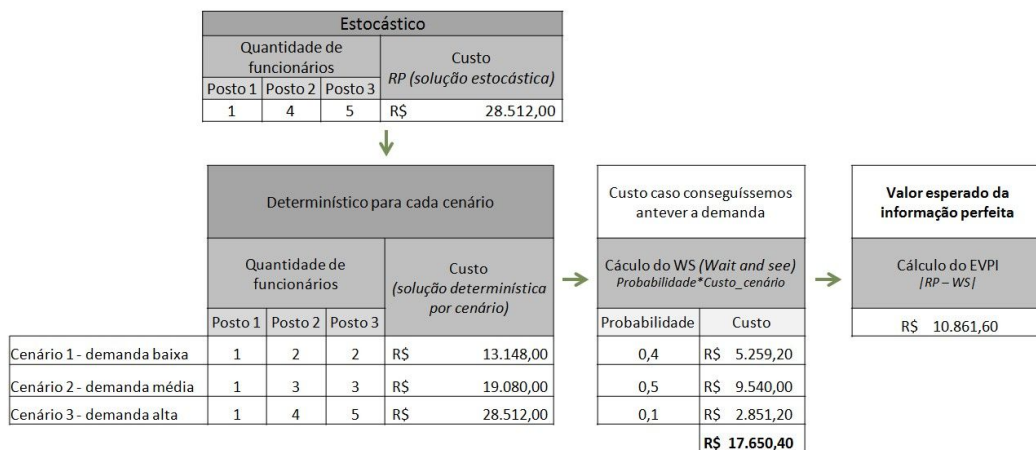 Estocástico
Quantidade de funcionários
Custo
RP (solução estocástica)
Posto 1 Posto 2 Posto 3
1 4 5 R$ 28.512,00
Determinístico para cada cenário
Quantidade de funcionários
Custo
(solução determinística por cenário)
Posto 1 Posto 2 Posto 3
Cenário 1 - demanda baixa 1 2 2 R$ 13.148,00
Cenário 2 - demanda média 1 3 3 R$ 19.080,00
Cenário 3 - demanda alta 1 4 5 R$ 28.512,00
Custo caso conseguíssemos
antever a demanda
Cáculo do WS (Wait and see)
Probabilidade*Custo_cenário
Probabilidade Custo
0,4 R$ 5.259,20
0,5 R$ 9.540,00
0,1 R$ 2.851,20
R$ 17.650,40
Valor esperado da
informação perfeita
Cálculo do EVPI
|RP – WS|
R$ 10.861,60